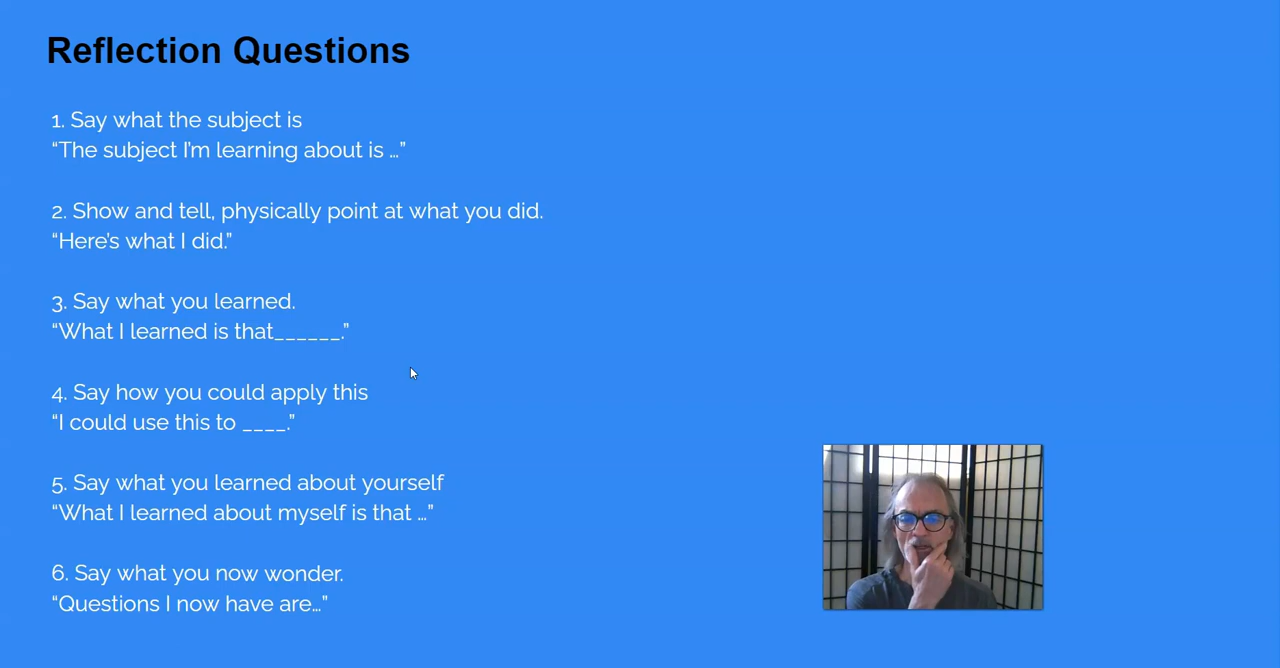 Reflection Questions
1. Say what the subject is
“The subject I’m learning about is ...”
2. Show and tell, physically point at what you did.
“Here’s what I did.”
3. Say what you learned.
“What I learned is that______.”
4. Say how you could apply this
“I could use this to ____.”
5. Say what you learned about yourself
“What I learned about myself is that ...”
6. Say what you now wonder.
“Questions I now have are...”